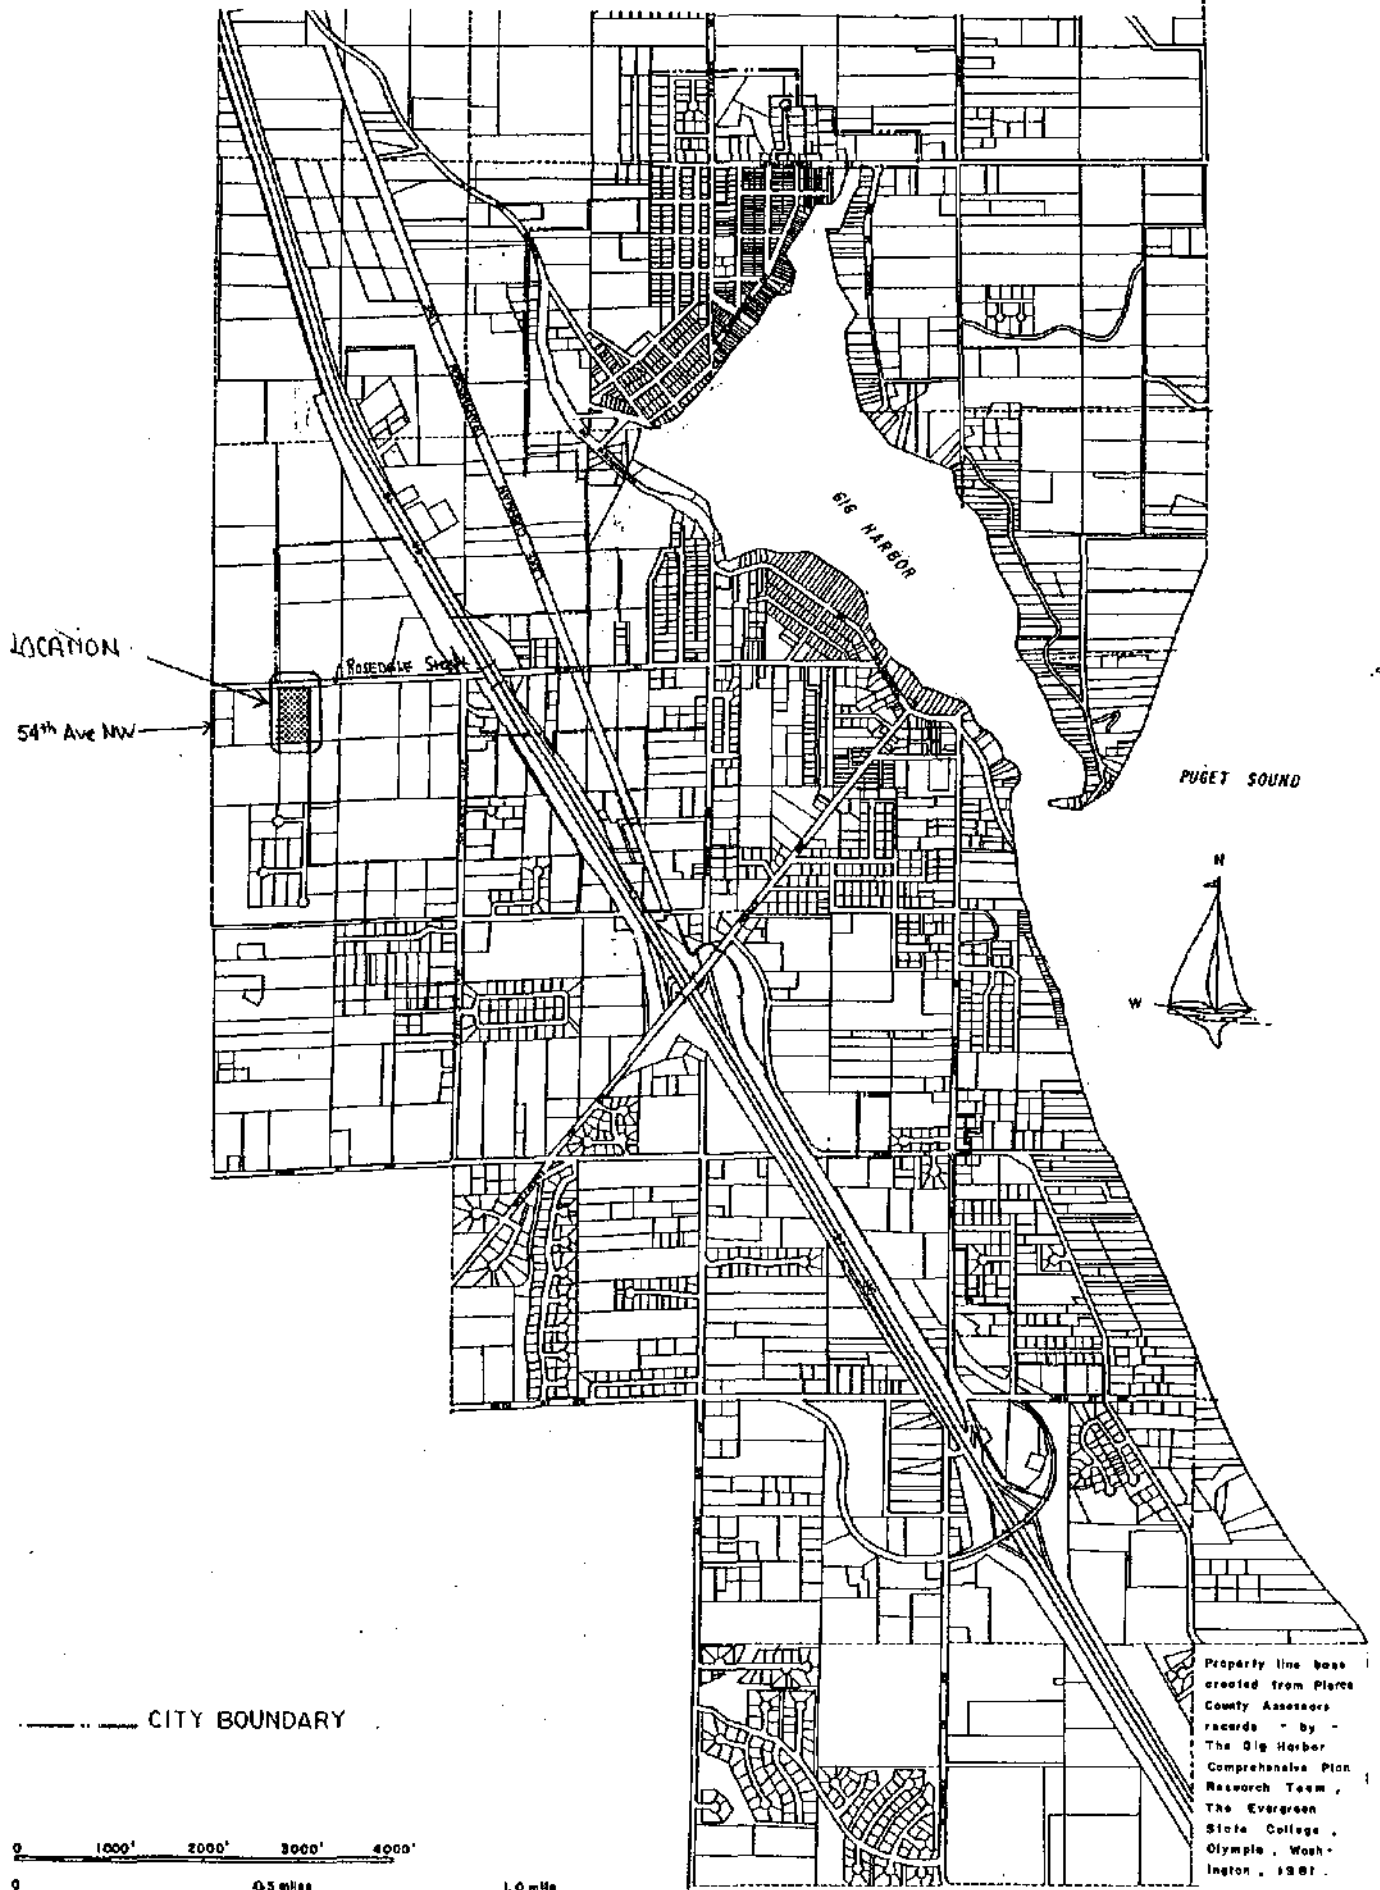 GIG HARBOR
LOCATION
ROSEDALE
54th Ave NW
PUGET SOUND
N
W
CITY BOUNDARY
Property line base
created from Pierce
County Assessors
records - by -
The Gig Harbor
Comprehensive Plan
Research Team,
The Evergreen
State College,
Olympia, Wash-
ington, 1981.
0 1000' 2000' 3000' 4000'
0 0.5 miles 1.0 mile